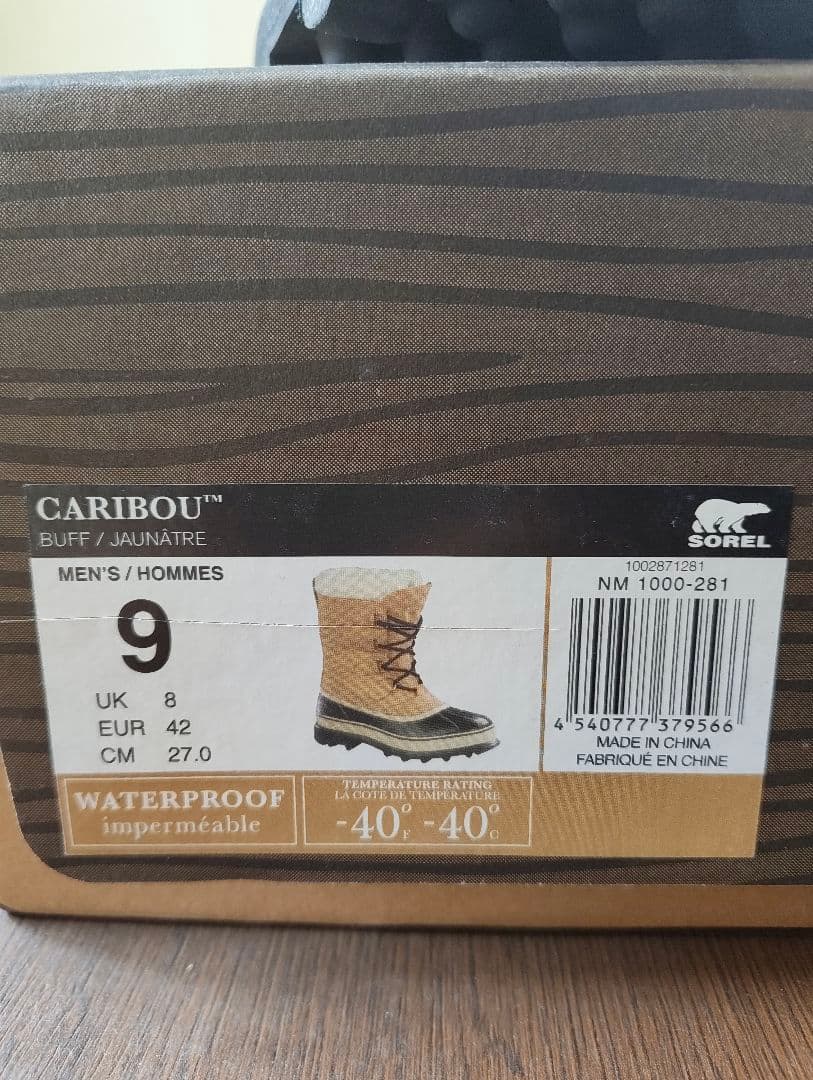 CARIBOU™
BUFF / JAUNÂTRE
SOREL
MEN'S / HOMMES
9
UK 8
EUR 42
CM 27.0
1002871281
NM 1000-281
4 540777 379566
MADE IN CHINA
FABRIQUÉ EN CHINE
WATERPROOF
imperméable
TEMPERATURE RATING
LA COTE DE TEMPÉRATURE
-40°F -40°C